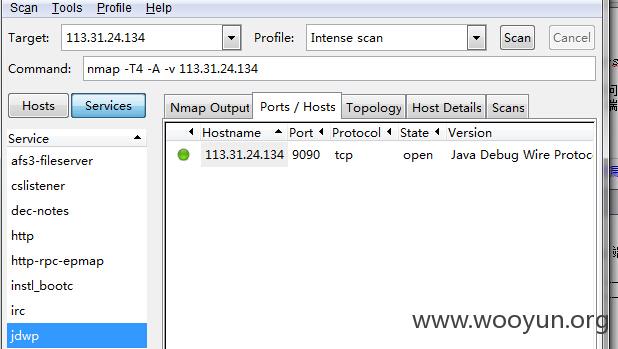 Scan Tools Profile Help
Target: 113.31.24.134 Profile: Intense scan Scan Cancel
Command: nmap -T4 -A -v 113.31.24.134
Hosts Services Nmap Output Ports / Hosts Topology Host Details Scans
Service Hostname Port Protocol State Version
afs3-fileserver 113.31.24.134 9090 tcp open Java Debug Wire Protoc
cslistener
dec-notes
http
http-rpc-epmap
instl_bootc
irc
jdwp
www.wooyun.org